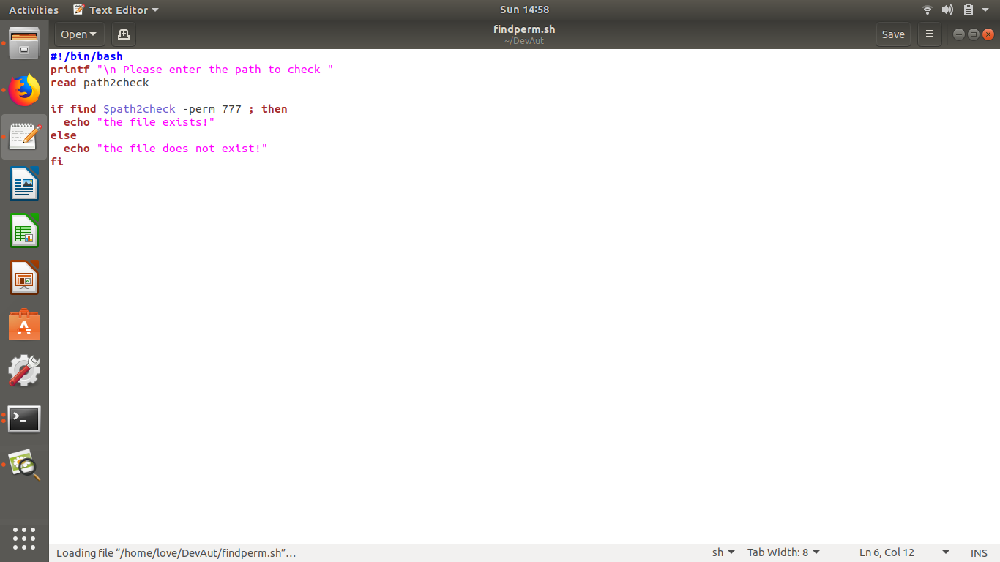 Activities Text Editor Sun 14:58
Open findperm.sh Save
~/DevAut
#!/bin/bash
printf "\n Please enter the path to check "
read path2check
if find $path2check -perm 777 ; then
  echo "the file exists!"
else
  echo "the file does not exist!"
fi
Loading file “/home/love/DevAut/findperm.sh”… sh Tab Width: 8 Ln 6, Col 12 INS